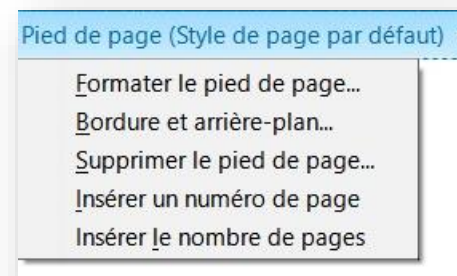 Pied de page (Style de page par défaut)
Formater le pied de page...
Bordure et arrière-plan...
Supprimer le pied de page...
Insérer un numéro de page
Insérer le nombre de pages